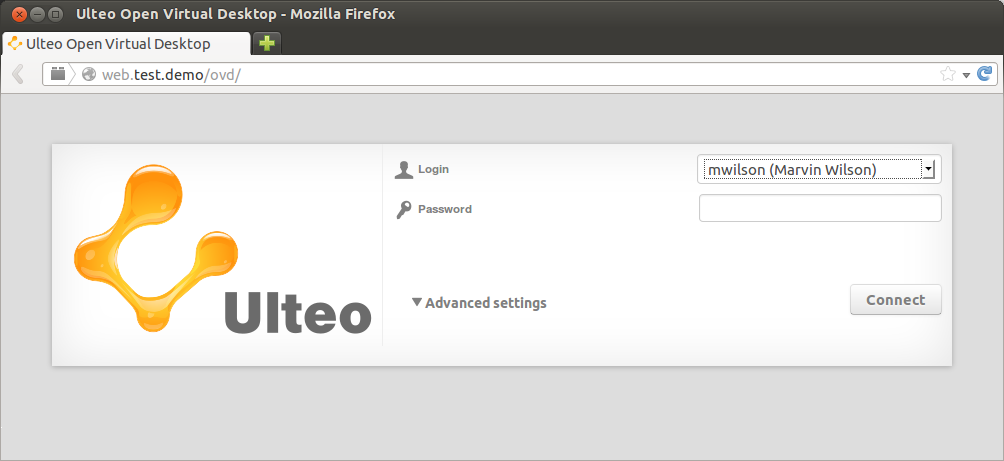 Ulteo Open Virtual Desktop - Mozilla Firefox
Ulteo Open Virtual Desktop
web.test.demo/ovd/
Login
mwilson (Marvin Wilson)
Password
Ulteo
Advanced settings
Connect